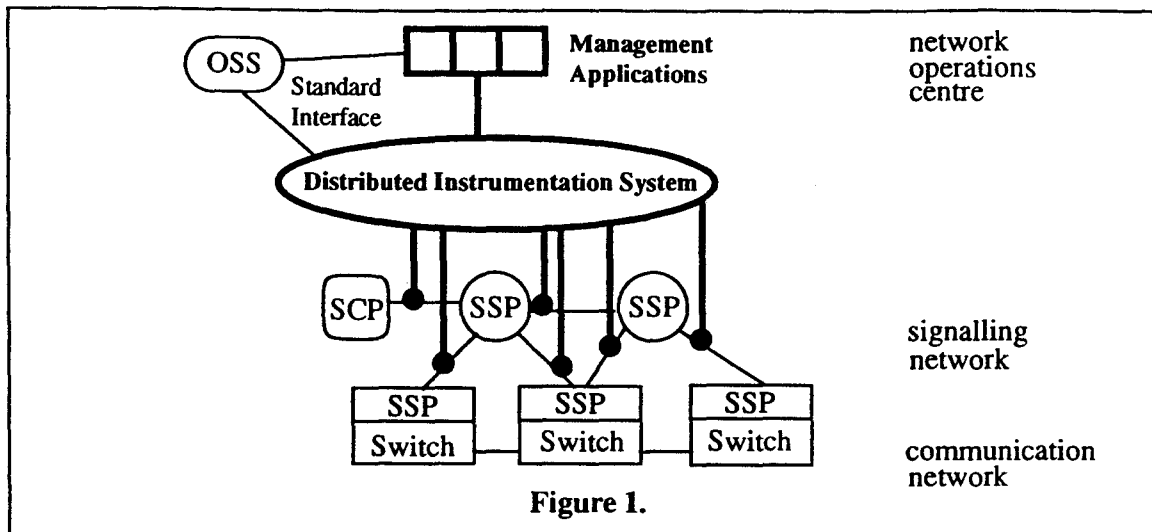 OSS
Management
Applications
network
operations
centre
Standard
Interface
Distributed Instrumentation System
SCP
SSP
SSP
signalling
network
SSP
SSP
SSP
Switch
Switch
Switch
communication
network
Figure 1.